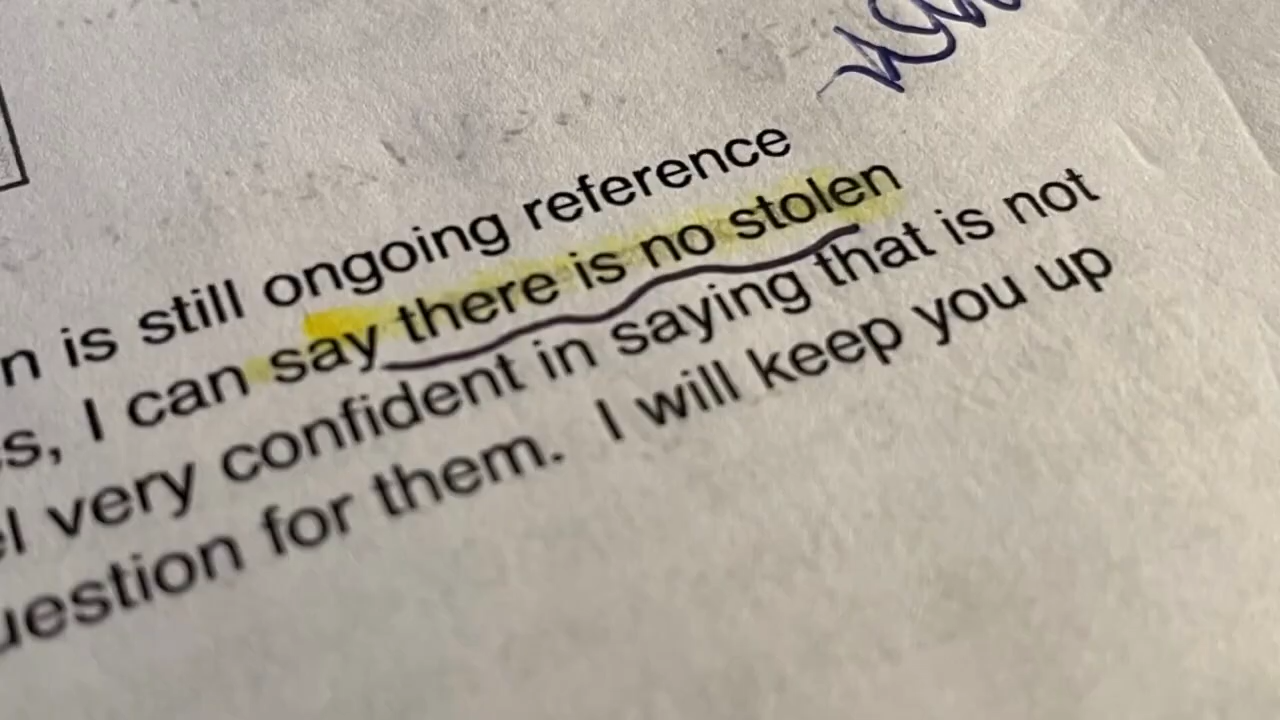 n is still ongoing reference
s, I can say there is no stolen
el very confident in saying that is not
uestion for them. I will keep you up